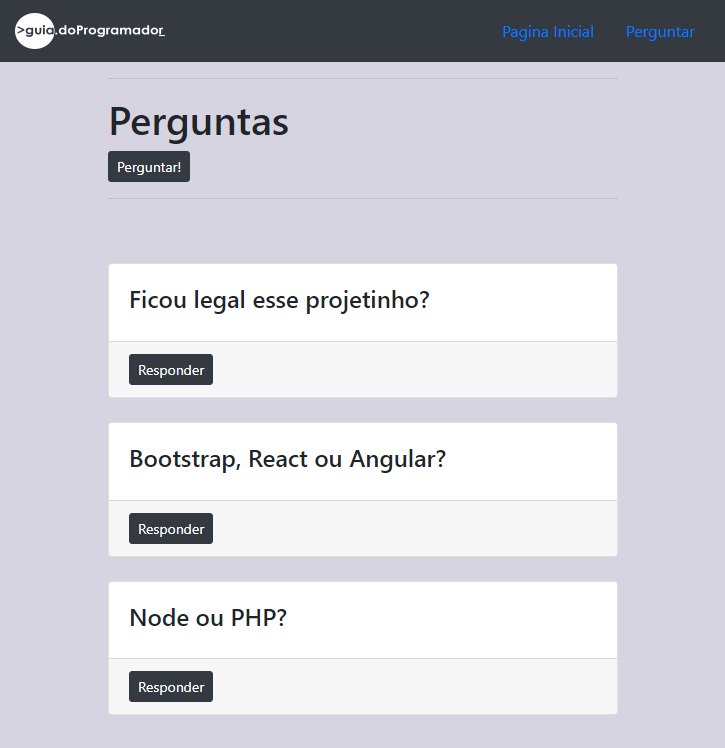 >guia.doProgramador_
Pagina Inicial Perguntar
Perguntas
Perguntar!
Ficou legal esse projetinho?
Responder
Bootstrap, React ou Angular?
Responder
Node ou PHP?
Responder